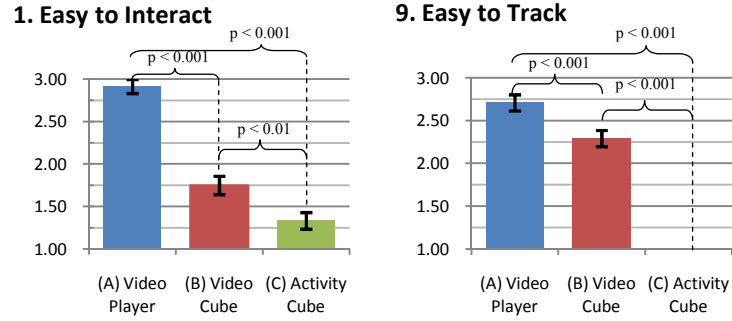 1. Easy to Interact
p < 0.001
p < 0.001
p < 0.01
3.00
2.50
2.00
1.50
1.00
(A) Video Player
(B) Video Cube
(C) Activity Cube
9. Easy to Track
p < 0.001
p < 0.001
p < 0.001
3.00
2.50
2.00
1.50
1.00
(A) Video Player
(B) Video Cube
(C) Activity Cube